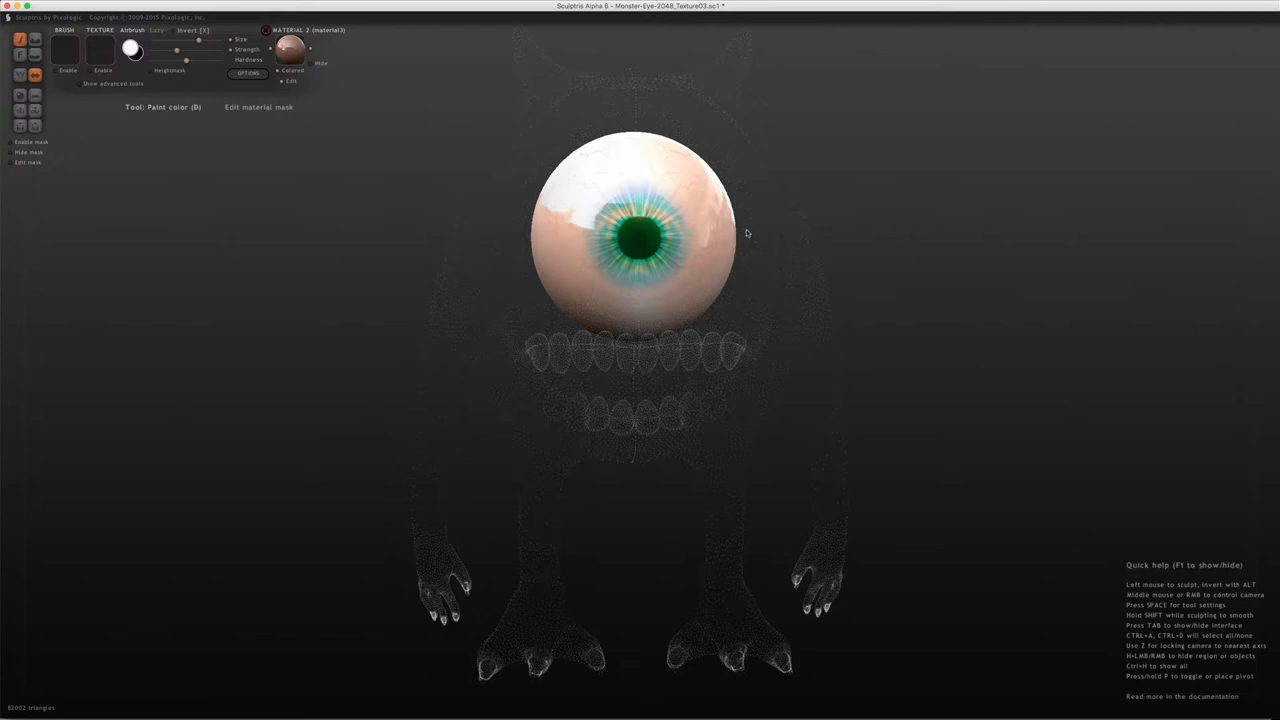 Sculptris Alpha 6 - Monster-Eye-2048_Texture03.sc1 *
Sculptris by Pixologic Copyright © 2009-2015 Pixologic, Inc.
BRUSH TEXTURE Airbrush Lazy Invert [X] MATERIAL 2 (material3)
Size
Strength
Hardness
Hide
Enable Enable Heightmask OPTIONS Colored
Edit
Show advanced tools
Tool: Paint color (D) Edit material mask
F
W
Enable mask
Hide mask
Edit mask
Quick help (F1 to show/hide)
Left mouse to sculpt, Invert with ALT
Middle mouse or RMB to control camera
Press SPACE for tool settings
Hold SHIFT while sculpting to smooth
Press TAB to show/hide interface
CTRL+A, CTRL+D will select all/none
Use Z for locking camera to nearest axis
H+LMB/RMB to hide region or objects
Ctrl+H to show all
Press/hold P to toggle or place pivot
Read more in the documentation
82002 triangles